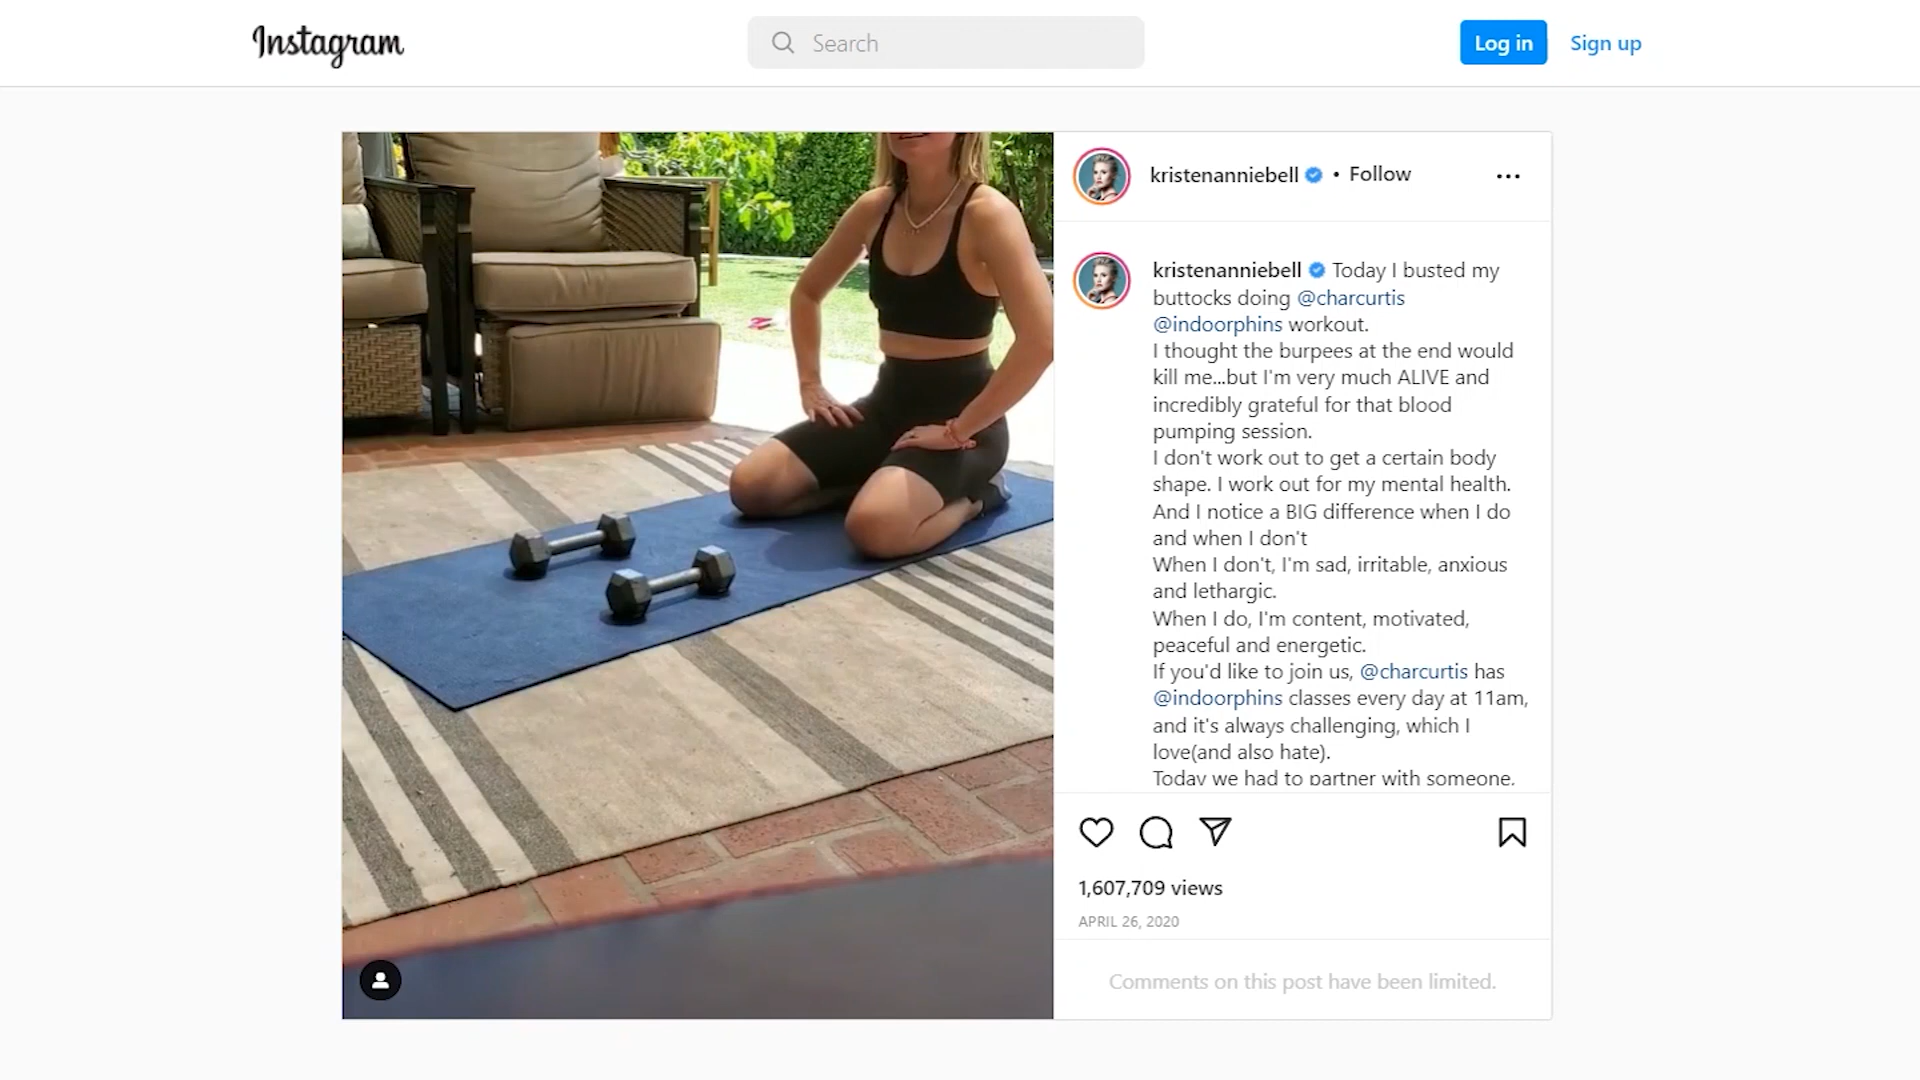 Instagram
Search
Log in
Sign up
kristenanniebell • Follow
kristenanniebell Today I busted my
buttocks doing @charcurtis
@indoorphins workout.
I thought the burpees at the end would
kill me...but I'm very much ALIVE and
incredibly grateful for that blood
pumping session.
I don't work out to get a certain body
shape. I work out for my mental health.
And I notice a BIG difference when I do
and when I don't
When I don't, I'm sad, irritable, anxious
and lethargic.
When I do, I'm content, motivated,
peaceful and energetic.
If you'd like to join us, @charcurtis has
@indoorphins classes every day at 11am,
and it's always challenging, which I
love(and also hate).
Today we had to partner with someone,
1,607,709 views
APRIL 26, 2020
Comments on this post have been limited.